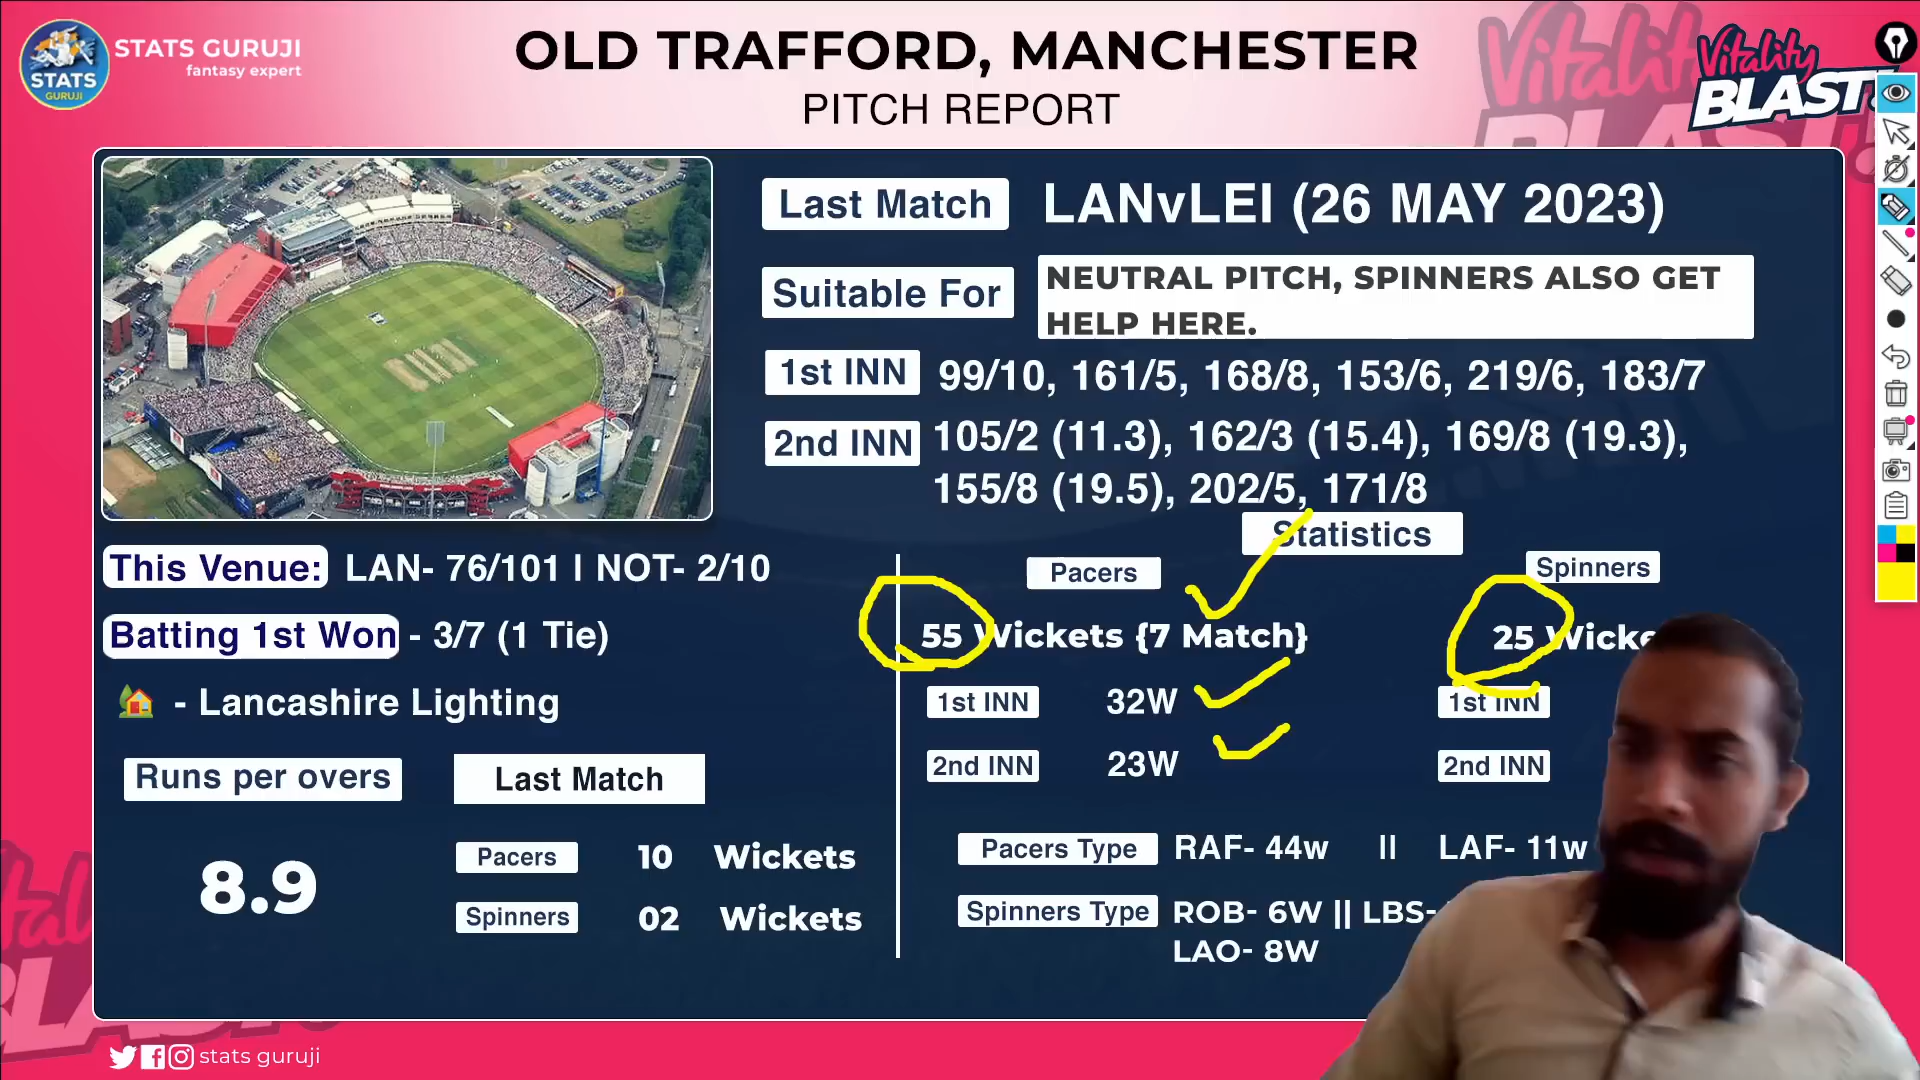 STATS GURUJI
fantasy expert
STATS
GURUJI
OLD TRAFFORD, MANCHESTER
PITCH REPORT
Vitality
BLAST
Last Match LANvLEI (26 MAY 2023)
Suitable For NEUTRAL PITCH, SPINNERS ALSO GET
HELP HERE.
1st INN 99/10, 161/5, 168/8, 153/6, 219/6, 183/7
2nd INN 105/2 (11.3), 162/3 (15.4), 169/8 (19.3),
155/8 (19.5), 202/5, 171/8
Statistics
This Venue: LAN- 76/101 | NOT- 2/10
Pacers Spinners
Batting 1st Won - 3/7 (1 Tie)
55 Wickets {7 Match} 25
- Lancashire Lighting
1st INN 32W 1st INN
2nd INN 23W 2nd INN
Runs per overs Last Match
8.9
Pacers 10 Wickets
Spinners 02 Wickets
Pacers Type RAF- 44w || LAF- 11w
Spinners Type ROB- 6W || LBS-
LAO- 8W
stats guruji